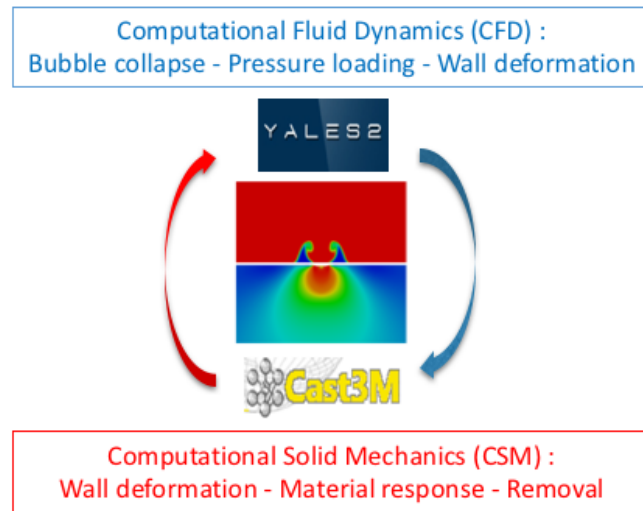 Computational Fluid Dynamics (CFD) :
Bubble collapse - Pressure loading - Wall deformation
YALES2
Cast3M
Computational Solid Mechanics (CSM) :
Wall deformation - Material response - Removal